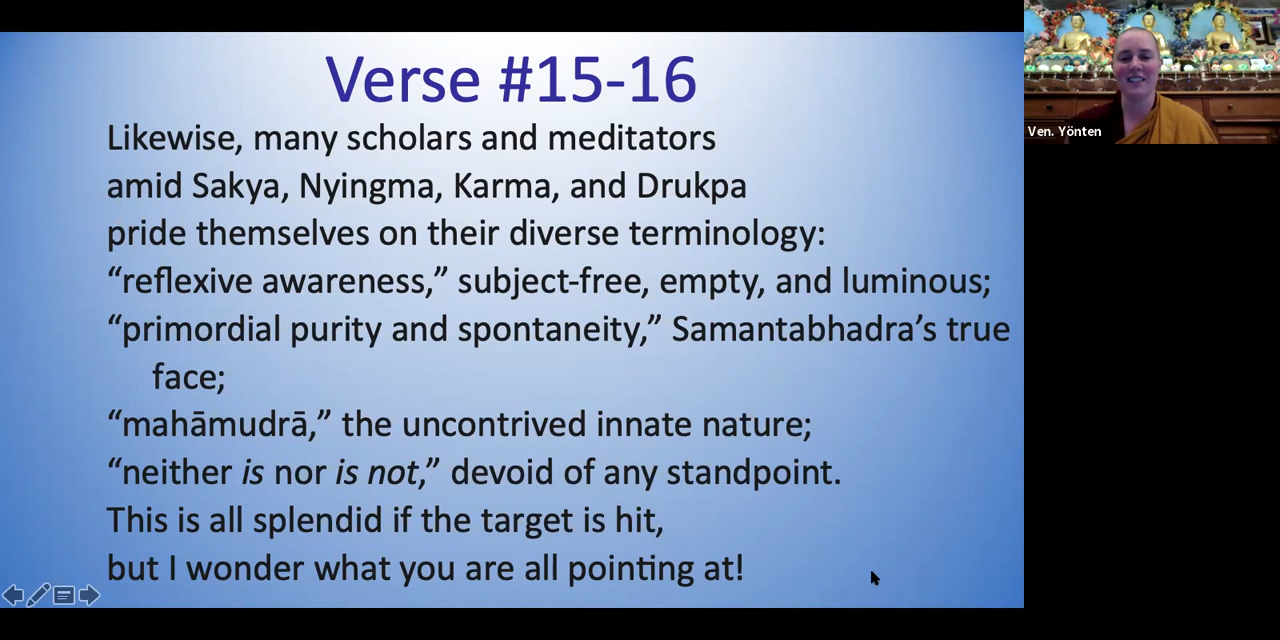 Verse #15-16
Likewise, many scholars and meditators
amid Sakya, Nyingma, Karma, and Drukpa
pride themselves on their diverse terminology:
“reflexive awareness,” subject-free, empty, and luminous;
“primordial purity and spontaneity,” Samantabhadra’s true
face;
“mahāmudrā,” the uncontrived innate nature;
“neither is nor is not,” devoid of any standpoint.
This is all splendid if the target is hit,
but I wonder what you are all pointing at!
Ven. Yönten